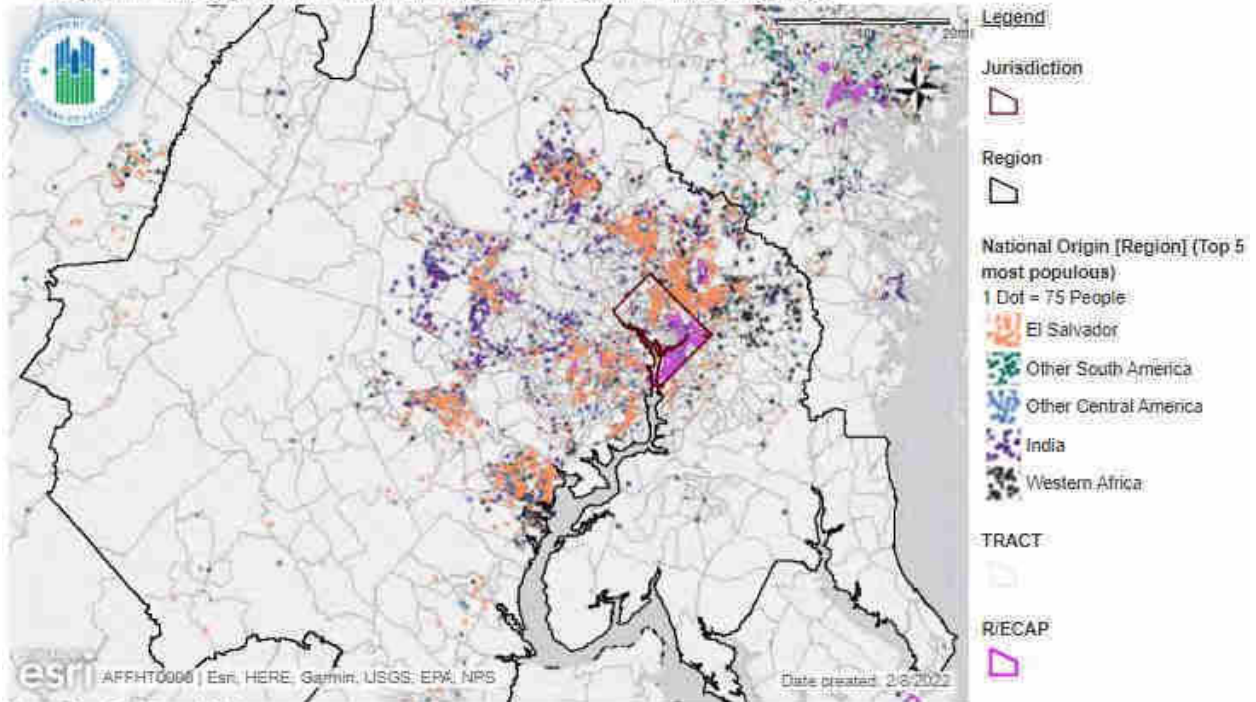 Legend
Jurisdiction
Region
National Origin [Region] (Top 5
most populous)
1 Dot = 75 People
El Salvador
Other South America
Other Central America
India
Western Africa
TRACT
R/ECAP
esri
AFFHT0006 | Esri, HERE, Garmin, USGS, EPA, NPS
Date created: 2/8/2022